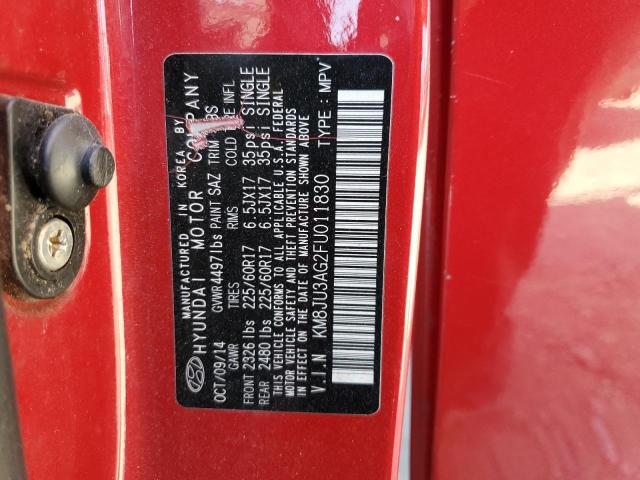 MANUFACTURED IN KOREA BY
HYUNDAI MOTOR COMPANY
OCT/09/14 GVWR4497lbs PAINT SAZ TRIM
GAWR TIRES RIMS COLD INFL
FRONT 2326 lbs 225/60R17 6.5JX17 35psi SINGLE
REAR 2480 lbs 225/60R17 6.5JX17 35psi SINGLE
THIS VEHICLE CONFORMS TO ALL APPLICABLE U.S.A. FEDERAL
MOTOR VEHICLE SAFETY AND THEFT PREVENTION STANDARDS
IN EFFECT ON THE DATE OF MANUFACTURE SHOWN ABOVE
V.I.N KM8JU3AG2FU011830 TYPE : MPV